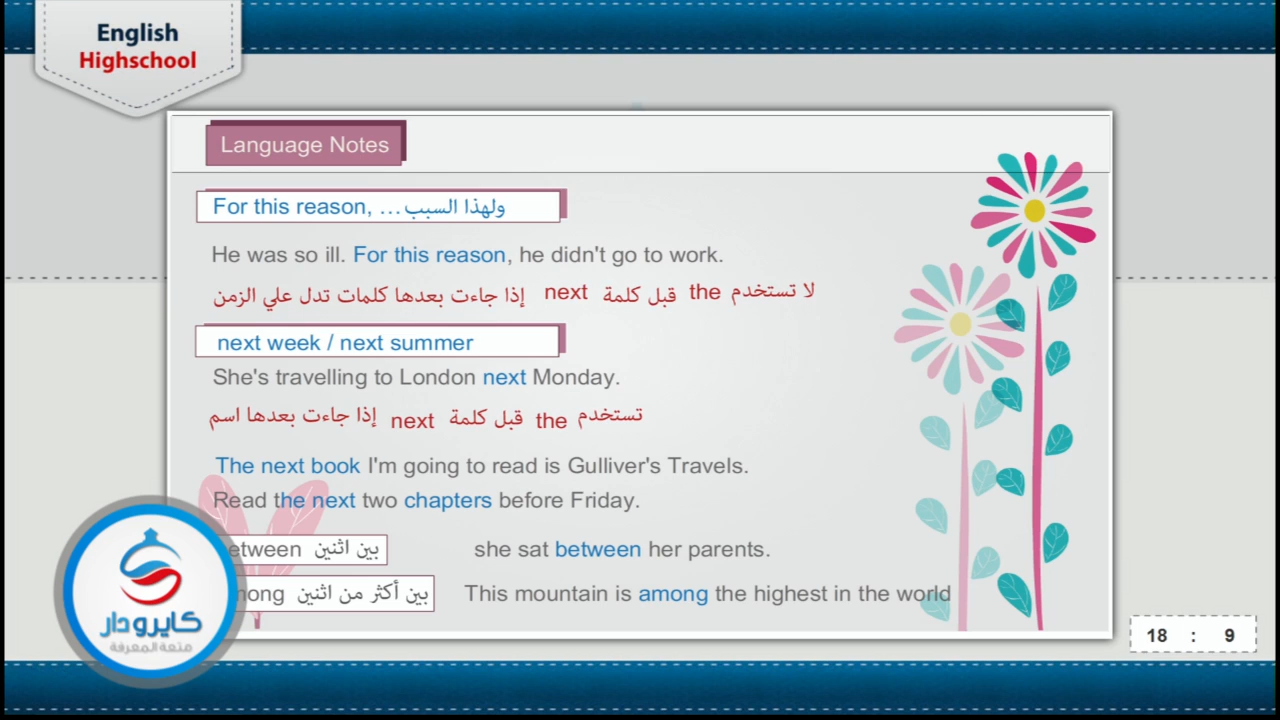 English
Highschool
Language Notes
For this reason, ... ولهذا السبب
He was so ill. For this reason, he didn't go to work.
لا تستخدم the قبل كلمة next إذا جاءت بعدها كلمات تدل علي الزمن
next week / next summer
She's travelling to London next Monday.
تستخدم the قبل كلمة next إذا جاءت بعدها اسم
The next book I'm going to read is Gulliver's Travels.
Read the next two chapters before Friday.
etween بين اثنين she sat between her parents.
ong بين أكثر من اثنين This mountain is among the highest in the world
كايرودار
متعة المعرفة
18 : 9